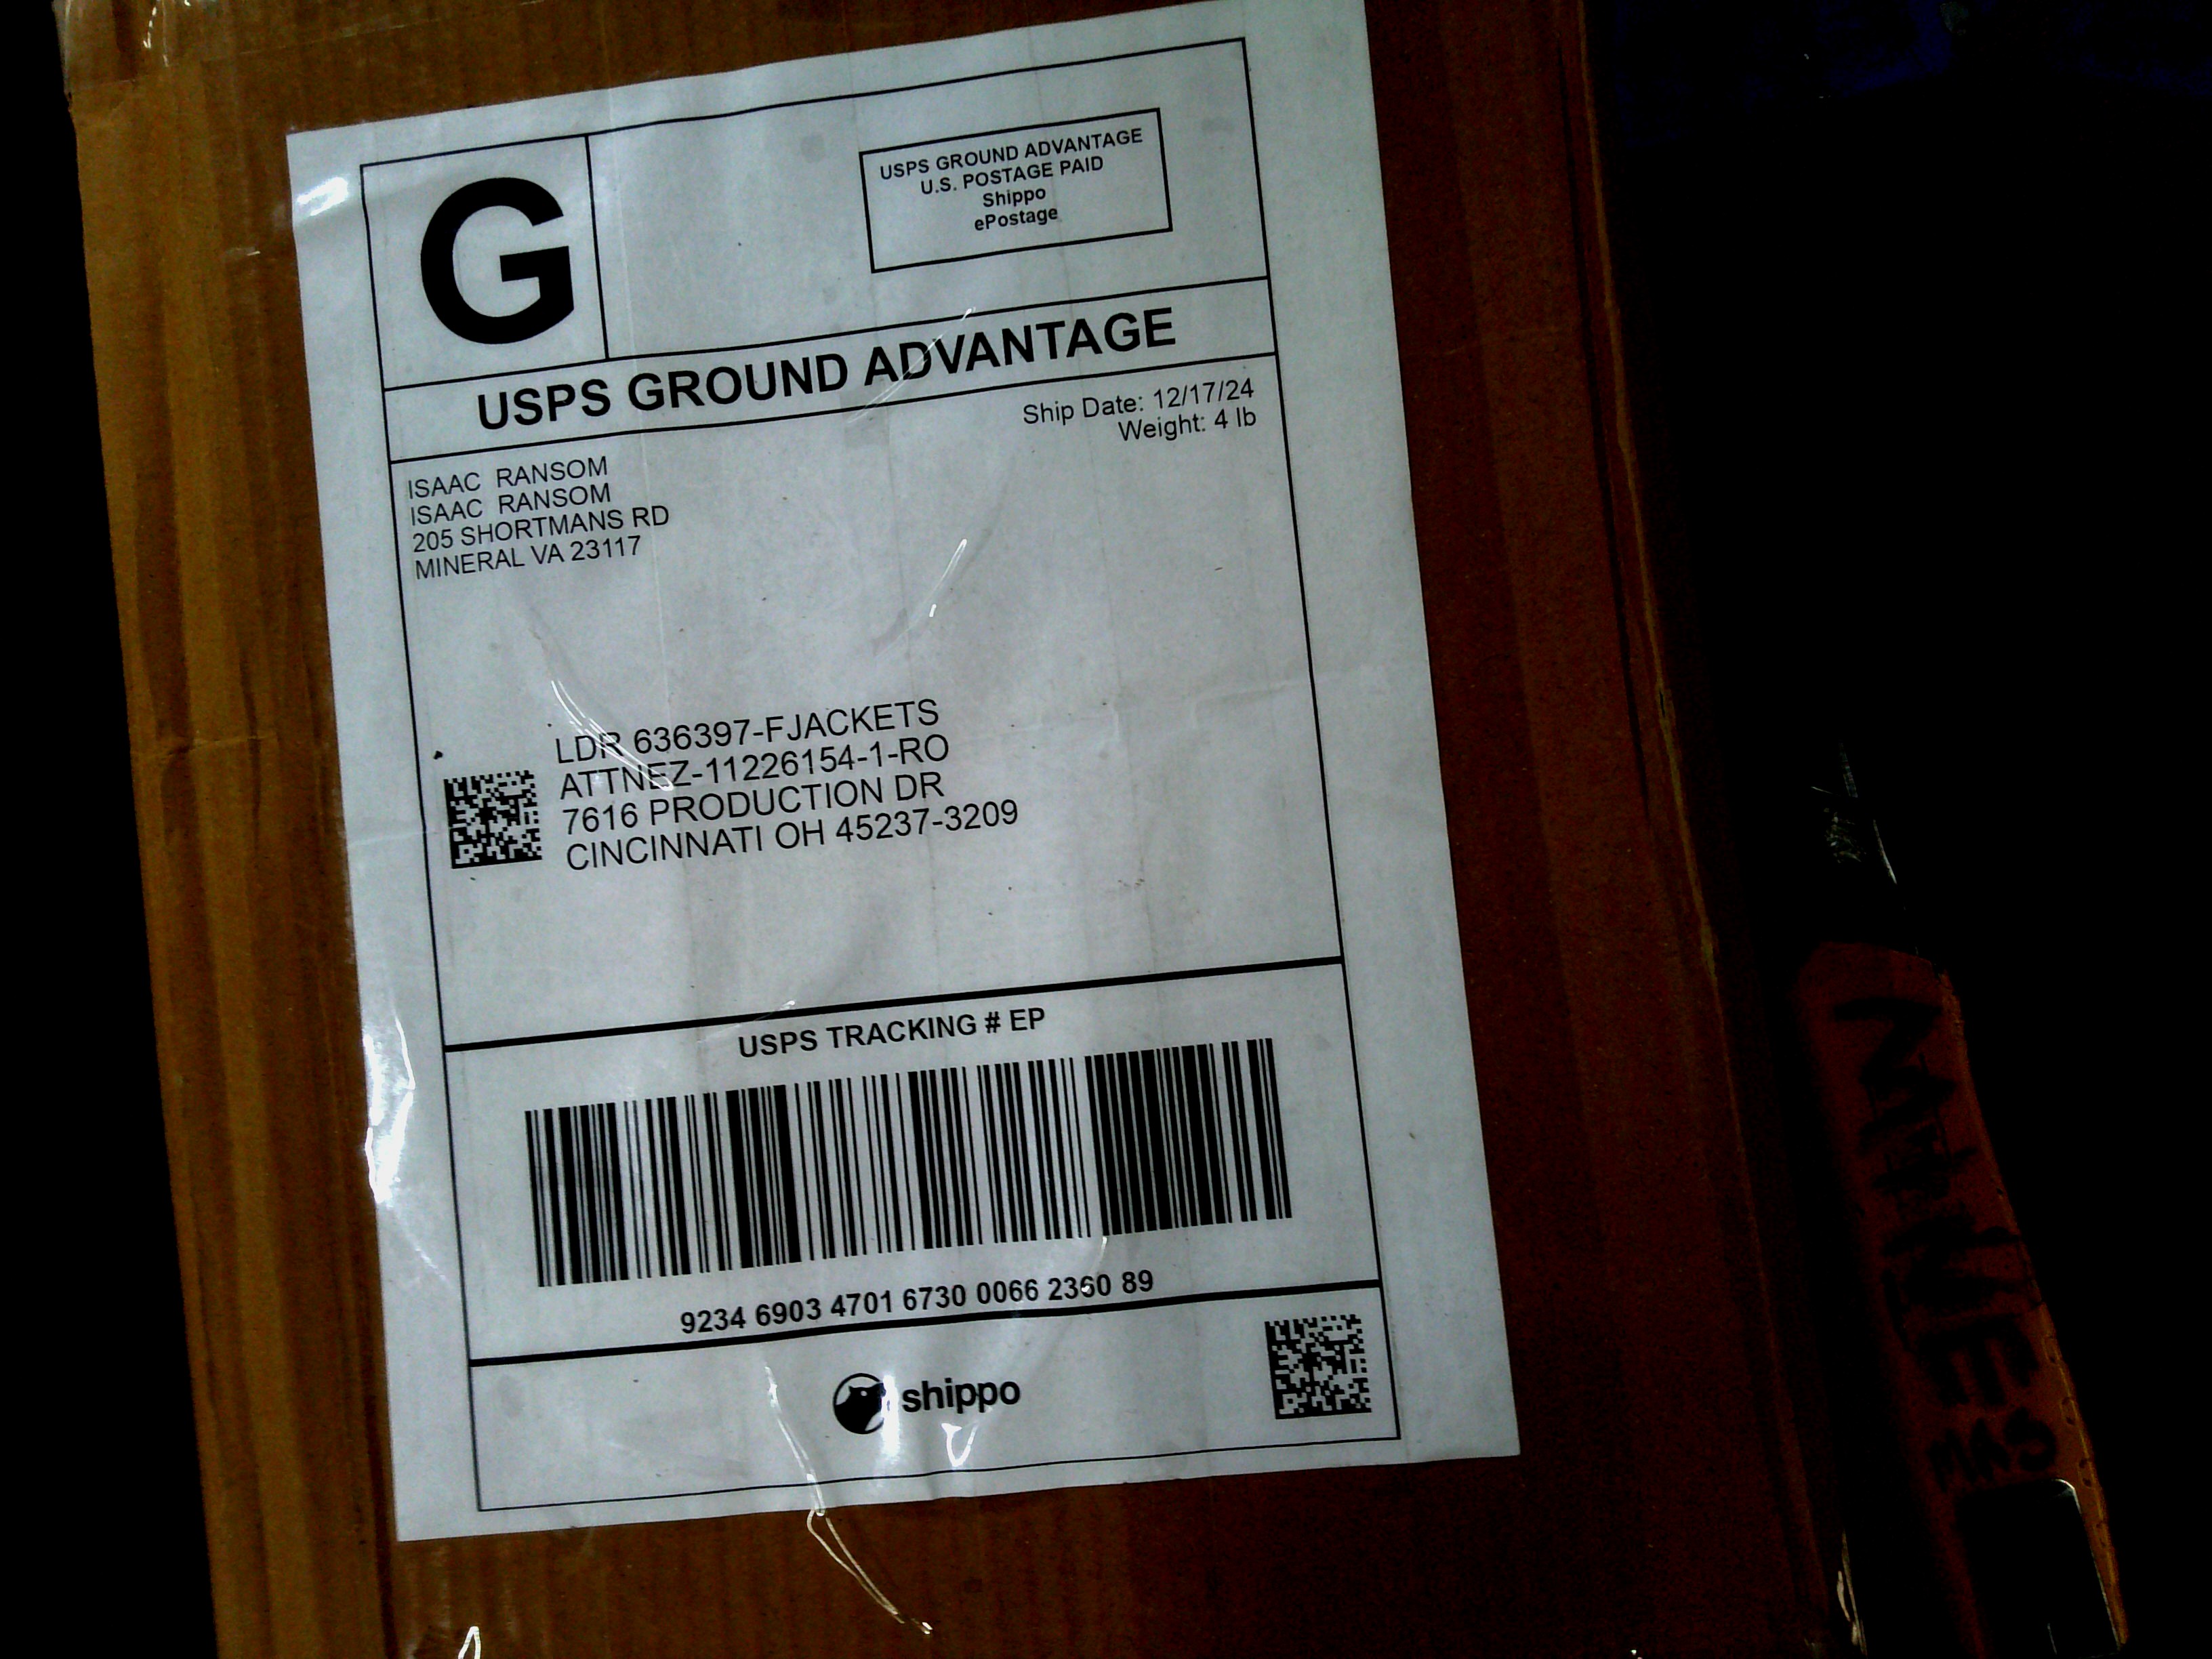 G
USPS GROUND ADVANTAGE
U.S. POSTAGE PAID
Shippo
ePostage
USPS GROUND ADVANTAGE
Ship Date: 12/17/24
Weight: 4 lb
ISAAC RANSOM
ISAAC RANSOM
205 SHORTMANS RD
MINERAL VA 23117
LDR 636397-FJACKETS
ATTNEZ-11226154-1-RO
7616 PRODUCTION DR
CINCINNATI OH 45237-3209
USPS TRACKING # EP
9234 6903 4701 6730 0066 2360 89
shippo